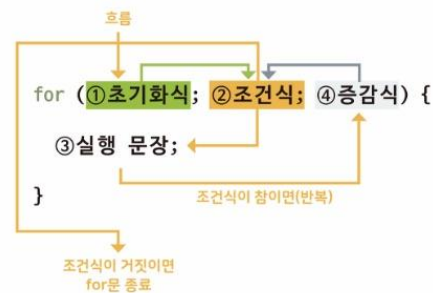 흐름
for (①초기화식; ②조건식; ④증감식) {
③실행 문장;
조건식이 참이면(반복)
}
조건식이 거짓이면
for문 종료